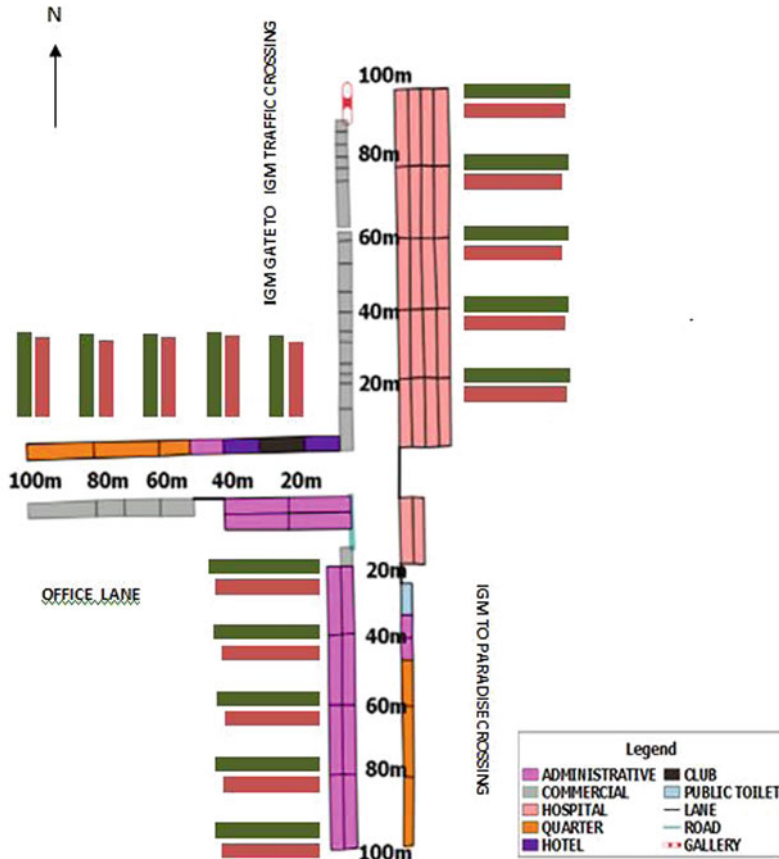 N
IGM GATE TO IGM TRAFFIC CROSSING
100m
80m
60m
40m
20m
100m 80m 60m 40m 20m
OFFICE LANE
20m
40m
60m
80m
100m
IGM TO PARADISE CROSSING
Legend
ADMINISTRATIVE
COMMERCIAL
HOSPITAL
QUARTER
HOTEL
CLUB
PUBLIC TOILET
LANE
ROAD
GALLERY